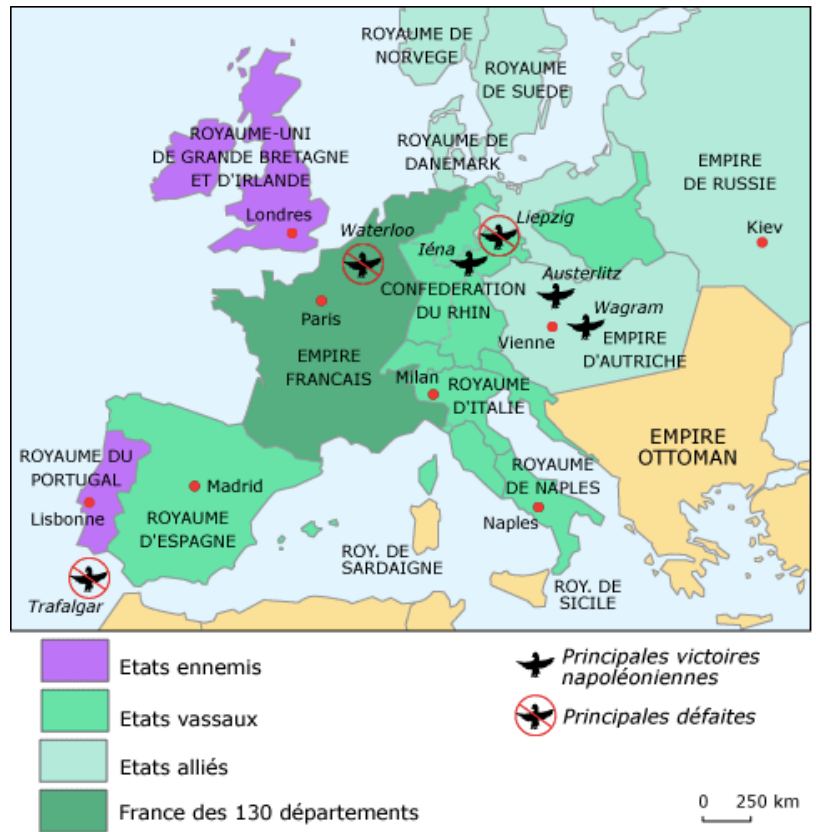 ROYAUME DE
NORVEGE
ROYAUME
DE SUEDE
ROYAUME-UNI
DE GRANDE BRETAGNE
ET D'IRLANDE
ROYAUME DE
DANEMARK
EMPIRE
DE RUSSIE
Londres
Waterloo
Liepzig
Kiev
Iéna
Austerlitz
CONFEDERATION
DU RHIN
Wagram
Paris
Vienne
EMPIRE
D'AUTRICHE
EMPIRE
FRANCAIS
Milan
ROYAUME
D'ITALIE
EMPIRE
OTTOMAN
ROYAUME DU
PORTUGAL
Madrid
ROYAUME
DE NAPLES
Lisbonne
ROYAUME
D'ESPAGNE
Naples
ROY. DE
SARDAIGNE
ROY. DE
SICILE
Trafalgar
Etats ennemis
Etats vassaux
Etats alliés
France des 130 départements
Principales victoires
napoléoniennes
Principales défaites
0 250 km